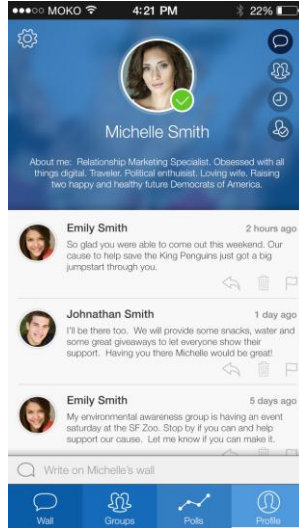 MOKO 4:21 PM 22%
Michelle Smith
About me: Relationship Marketing Specialist. Obsessed with all
things digital. Traveler. Political enthuisist. Loving wife. Raising
two happy and healthy future Democrats of America.
Emily Smith 2 hours ago
So glad you were able to come out this weekend. Our
cause to help save the King Penguins just got a big
jumpstart through you.
Johnathan Smith 1 day ago
I'll be there too. We will provide some snacks, water and
some great giveaways to let everyone show their
support. Having you there Michelle would be great!
Emily Smith 5 days ago
My environmental awareness group is having an event
saturday at the SF Zoo. Stop by if you can and help
support our cause. Let me know if you can make it.
Write on Michelle's wall
Wall Groups Polls Profile